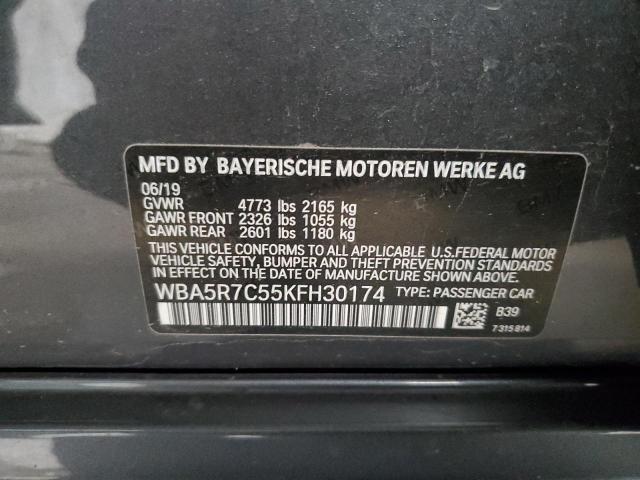 MFD BY BAYERISCHE MOTOREN WERKE AG
06/19
GVWR 4773 lbs 2165 kg
GAWR FRONT 2326 lbs 1055 kg
GAWR REAR 2601 lbs 1180 kg
THIS VEHICLE CONFORMS TO ALL APPLICABLE U.S.FEDERAL MOTOR
VEHICLE SAFETY, BUMPER AND THEFT PREVENTION STANDARDS
IN EFFECT ON THE DATE OF MANUFACTURE SHOWN ABOVE.
WBA5R7C55KFH30174 TYPE: PASSENGER CAR
B39
7 315 814